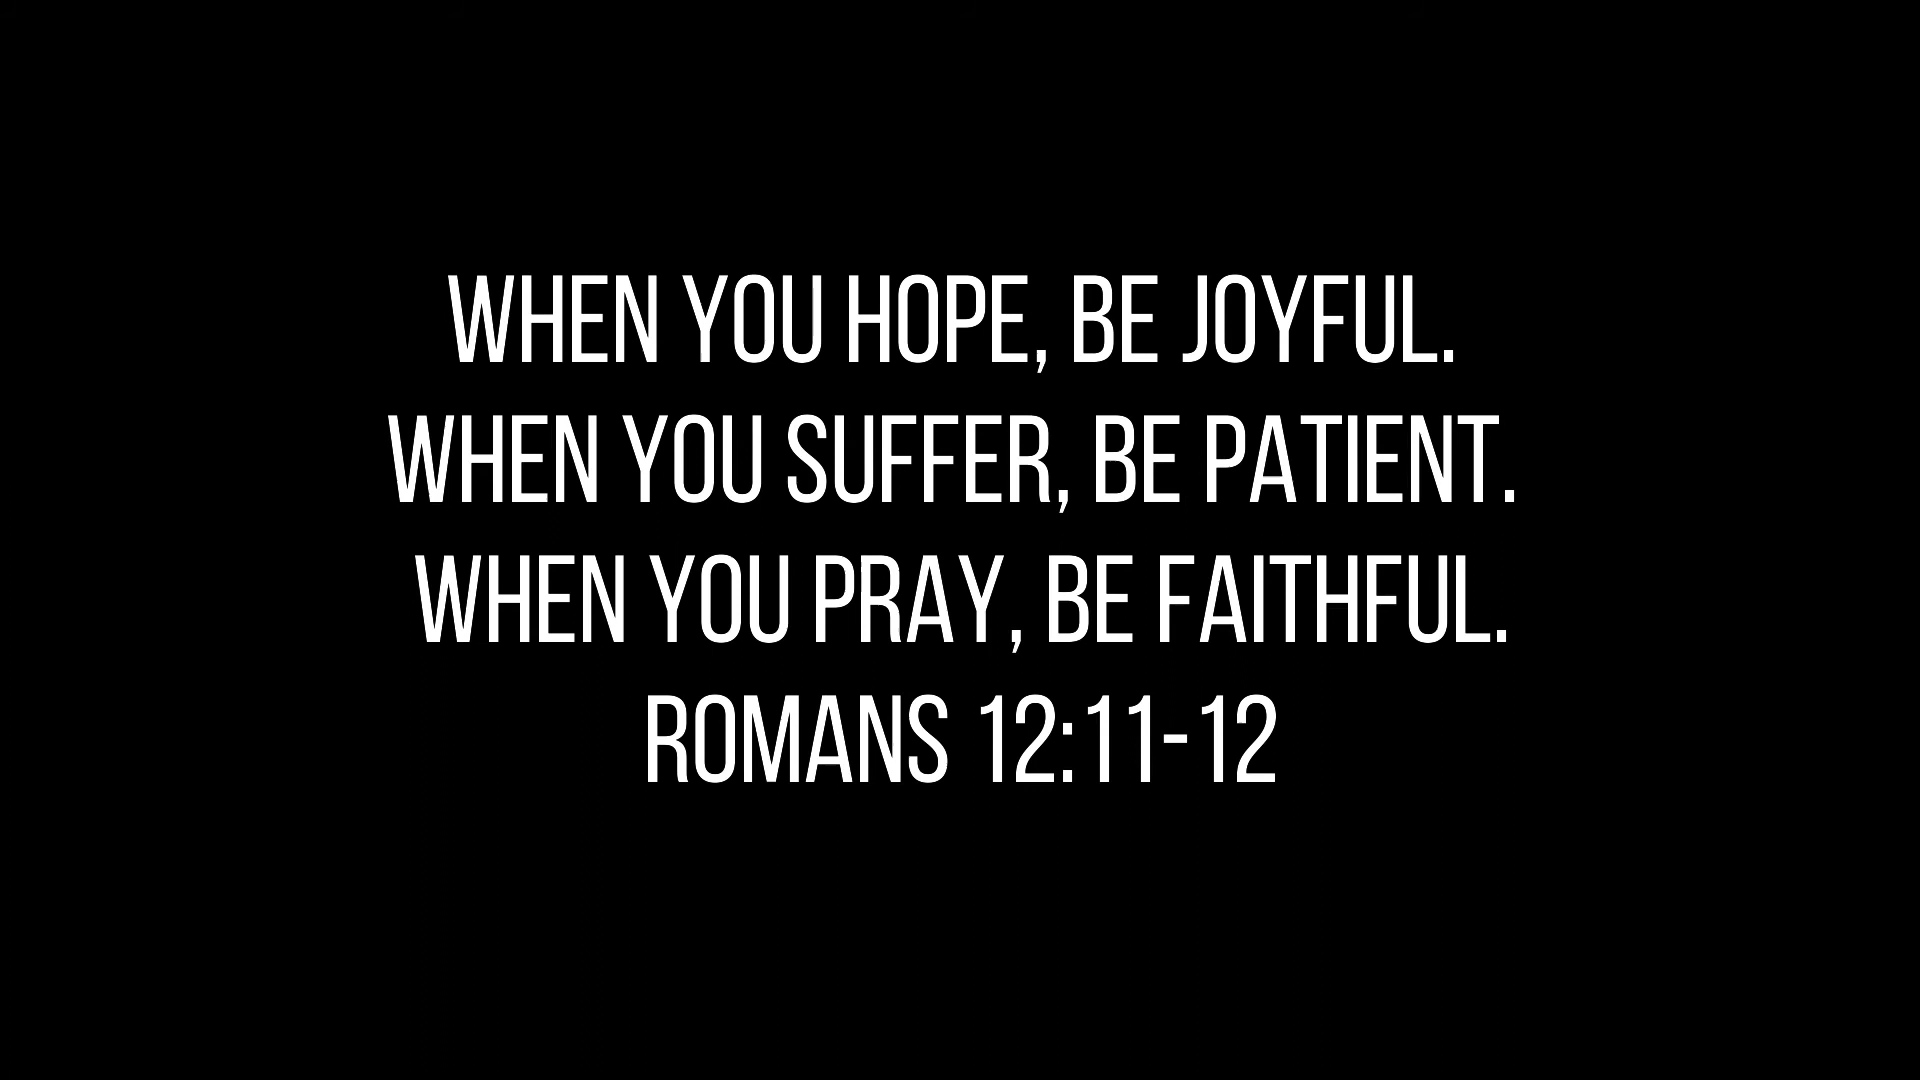 WHEN YOU HOPE, BE JOYFUL.
WHEN YOU SUFFER, BE PATIENT.
WHEN YOU PRAY, BE FAITHFUL.
ROMANS 12:11-12